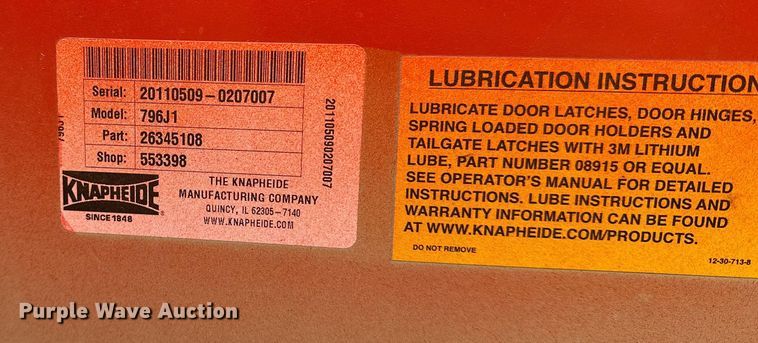 Serial: 20110509-0207007
Model: 796J1
Part: 26345108
Shop: 553398
201105090207007
796J
KNAPHEIDE
SINCE 1848
THE KNAPHEIDE
MANUFACTURING COMPANY
QUINCY, IL 62305-7140
WWW.KNAPHEIDE.COM
LUBRICATION INSTRUCTION
LUBRICATE DOOR LATCHES, DOOR HINGES,
SPRING LOADED DOOR HOLDERS AND
TAILGATE LATCHES WITH 3M LITHIUM
LUBE, PART NUMBER 08915 OR EQUAL.
SEE OPERATOR'S MANUAL FOR DETAILED
INSTRUCTIONS. LUBE INSTRUCTIONS AND
WARRANTY INFORMATION CAN BE FOUND
AT WWW.KNAPHEIDE.COM/PRODUCTS.
DO NOT REMOVE
12-30-713-8
Purple Wave Auction